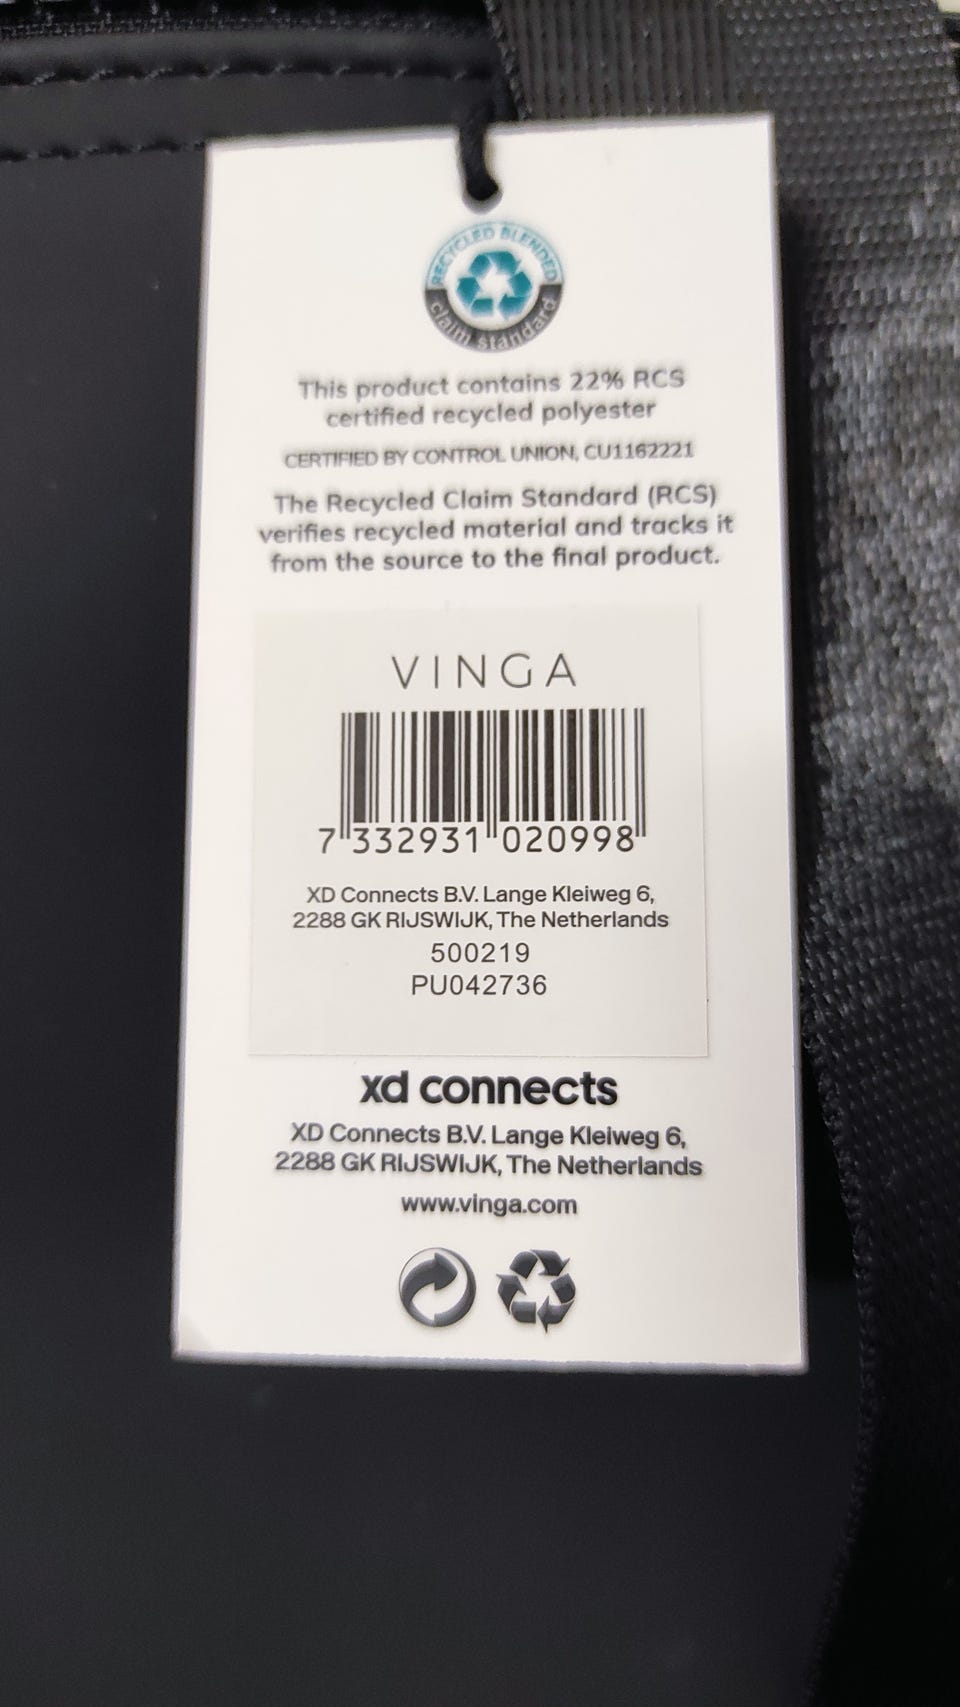 RECYCLED BLENDED
claim standard
This product contains 22% RCS
certified recycled polyester
CERTIFIED BY CONTROL UNION, CU1162221
The Recycled Claim Standard (RCS)
verifies recycled material and tracks it
from the source to the final product.
VINGA
7 332931 020998
XD Connects B.V. Lange Kleiweg 6,
2288 GK RIJSWIJK, The Netherlands
500219
PU042736
xd connects
XD Connects B.V. Lange Kleiweg 6,
2288 GK RIJSWIJK, The Netherlands
www.vinga.com